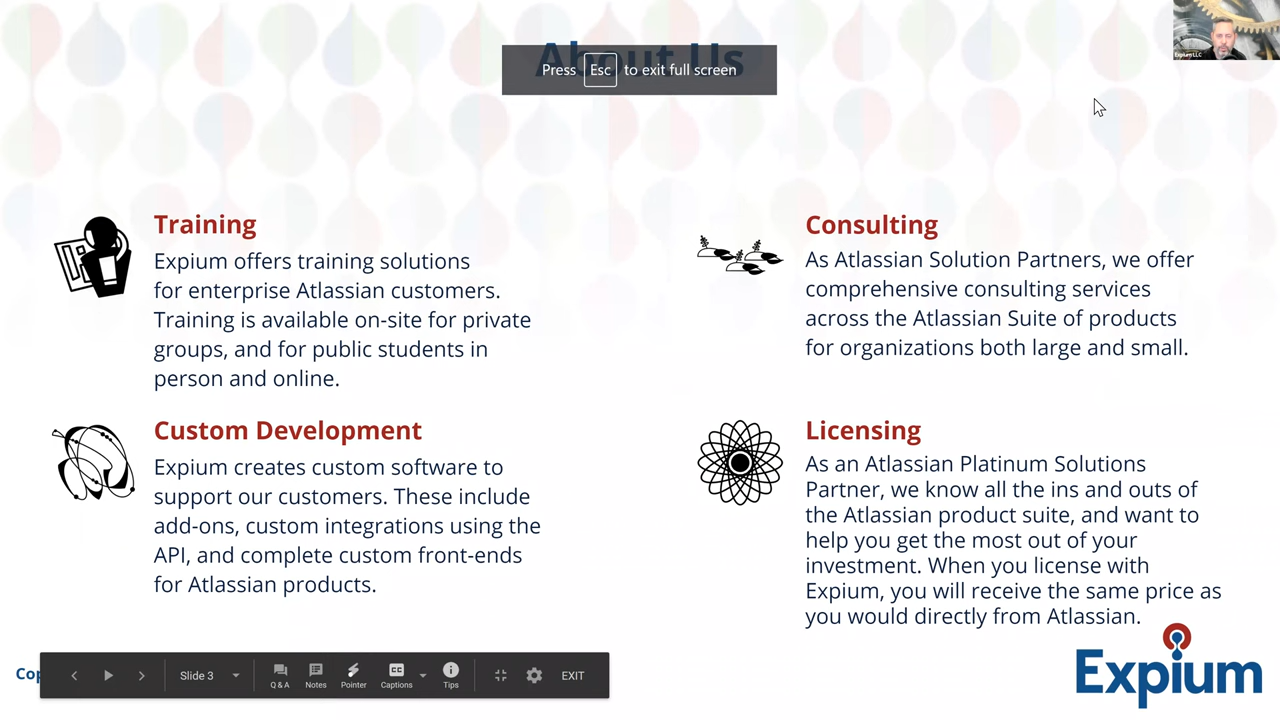 About Us
Press Esc to exit full screen
ExpiumLLC
Training
Expium offers training solutions
for enterprise Atlassian customers.
Training is available on-site for private
groups, and for public students in
person and online.
Consulting
As Atlassian Solution Partners, we offer
comprehensive consulting services
across the Atlassian Suite of products
for organizations both large and small.
Custom Development
Expium creates custom software to
support our customers. These include
add-ons, custom integrations using the
API, and complete custom front-ends
for Atlassian products.
Licensing
As an Atlassian Platinum Solutions
Partner, we know all the ins and outs of
the Atlassian product suite, and want to
help you get the most out of your
investment. When you license with
Expium, you will receive the same price as
you would directly from Atlassian.
Slide 3
Q & A
Notes
Pointer
CC
Captions
Tips
EXIT
Expium